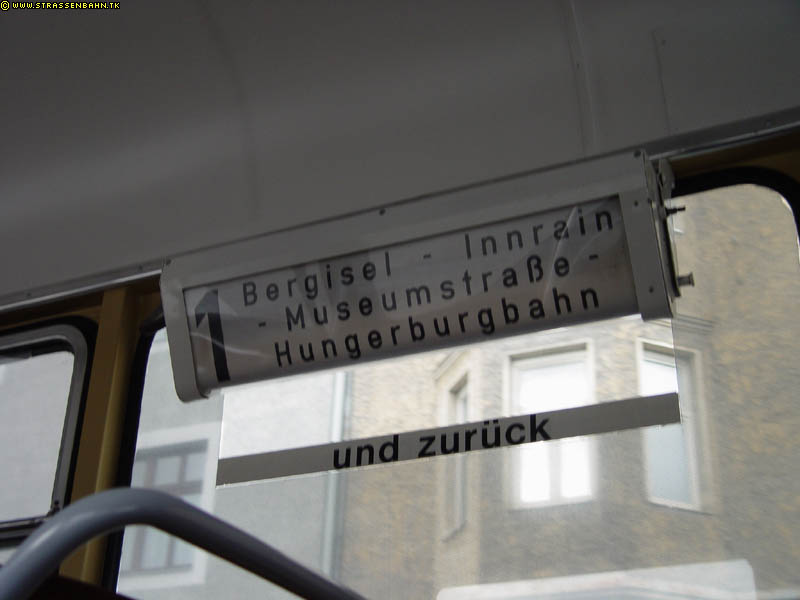 © WWW.STRASSENBAHN.TK
1
Bergisel - Innrain
- Museumstraße -
Hungerburgbahn
und zurück